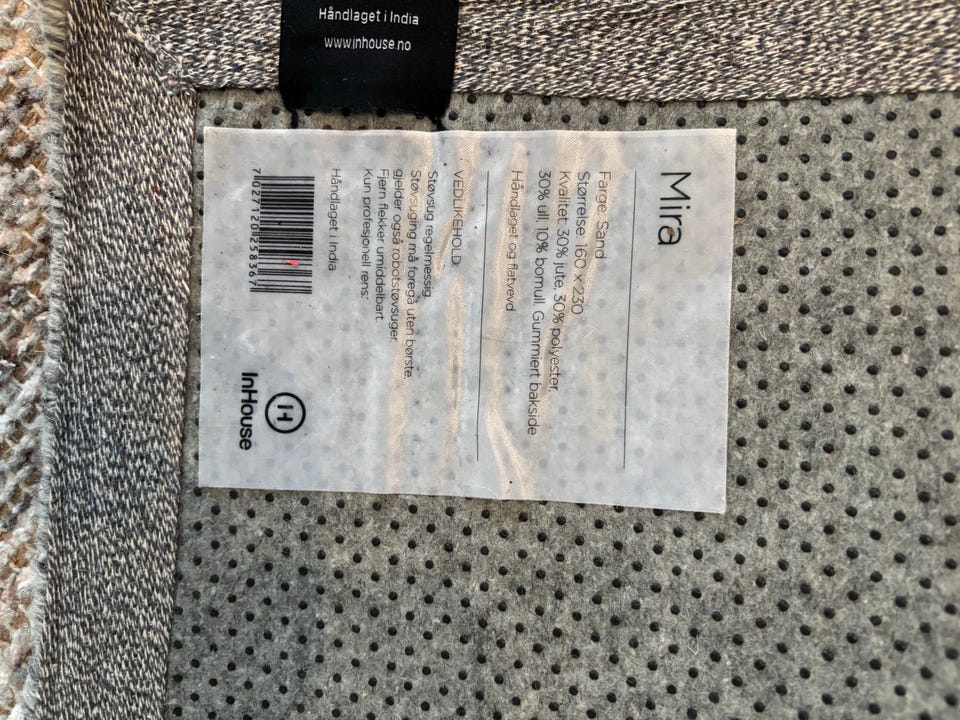 Håndlaget i India
www.inhouse.no
Mira
Farge: Sand
Størrelse: 160 x 230
Kvalitet: 30% jute, 30% polyester,
30% ull, 10% bomull. Gummiert bakside
Håndlaget og flatvevd
VEDLIKEHOLD:
Støvsug regelmessig
Støvsuging må foregå uten børste
gjelder også robotstøvsuger.
Fjern flekker umiddelbart.
Kun profesjonell rens.
Håndlaget i India
7027120258367
H
InHouse